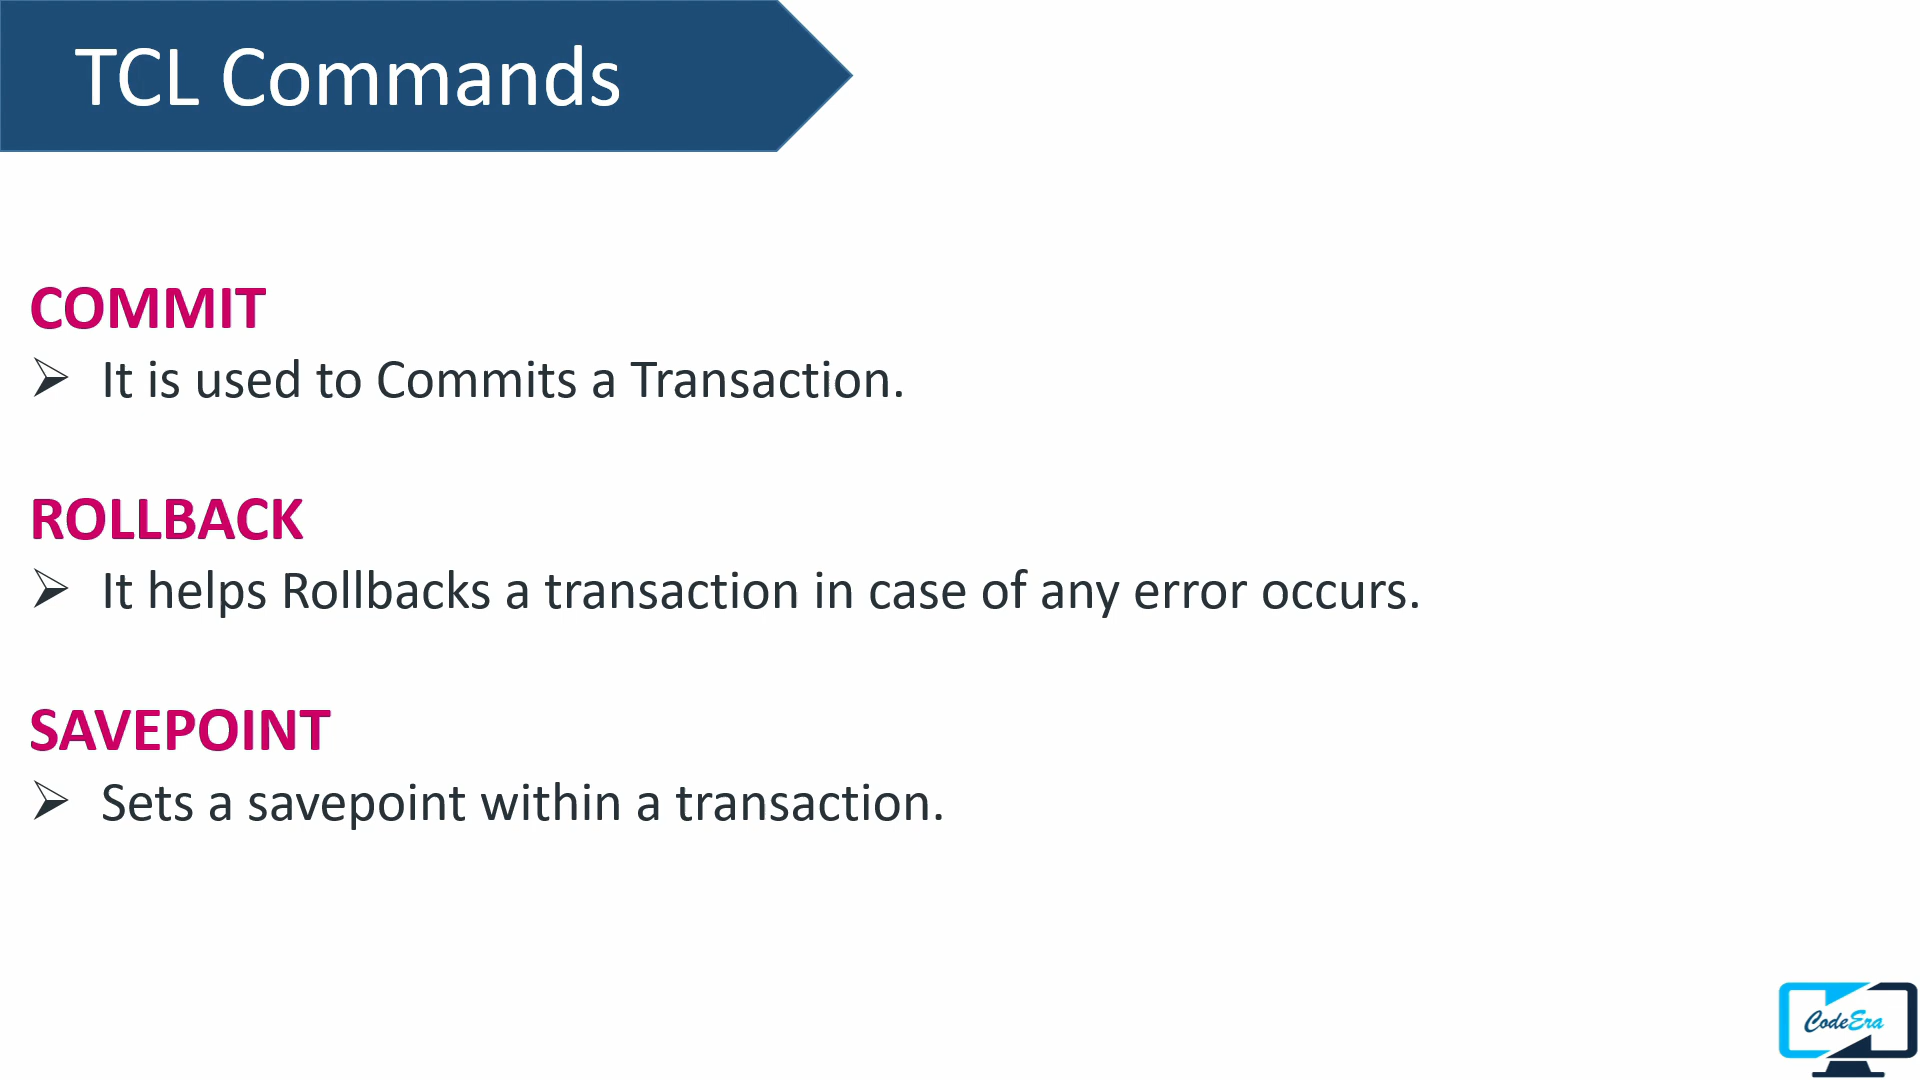 TCL Commands
COMMIT
➢ It is used to Commits a Transaction.
ROLLBACK
➢ It helps Rollbacks a transaction in case of any error occurs.
SAVEPOINT
➢ Sets a savepoint within a transaction.
CodeEra